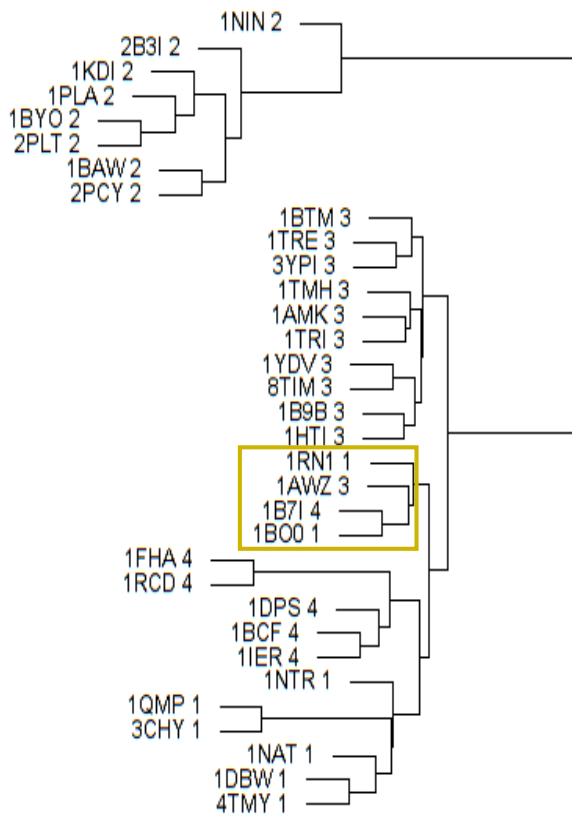 1NIN 2
2B3I 2
1KDI 2
1PLA 2
1BYO 2
2PLT 2
1BAW 2
2PCY 2
1BTM 3
1TRE 3
3YPI 3
1TMH 3
1AMK 3
1TRI 3
1YDV 3
8TIM 3
1B9B 3
1HTI 3
1RN1 1
1AWZ 3
1B7I 4
1BO0 1
1FHA 4
1RCD 4
1DPS 4
1BCF 4
1IER 4
1NTR 1
1QMP 1
3CHY 1
1NAT 1
1DBW 1
4TMY 1